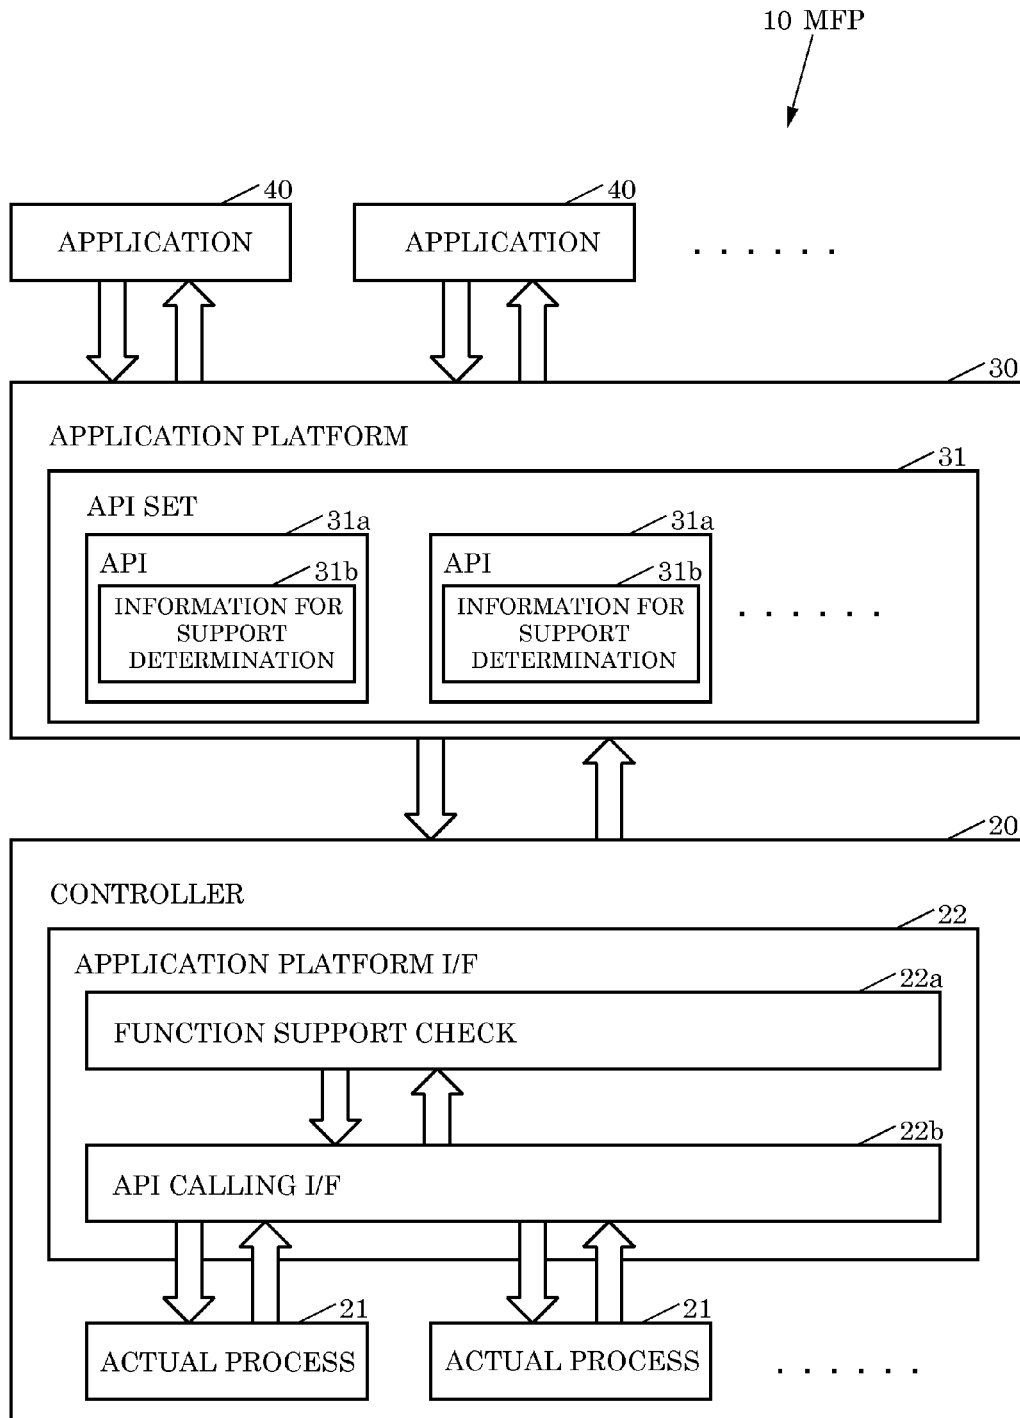 10 MFP
40
40
APPLICATION
APPLICATION
. . . . . .
30
APPLICATION PLATFORM
31
API SET
31a
31a
API
API
31b
31b
INFORMATION FOR
SUPPORT
DETERMINATION
INFORMATION FOR
SUPPORT
DETERMINATION
. . . . . .
20
CONTROLLER
22
APPLICATION PLATFORM I/F
22a
FUNCTION SUPPORT CHECK
22b
API CALLING I/F
21
21
ACTUAL PROCESS
ACTUAL PROCESS
. . . . . .